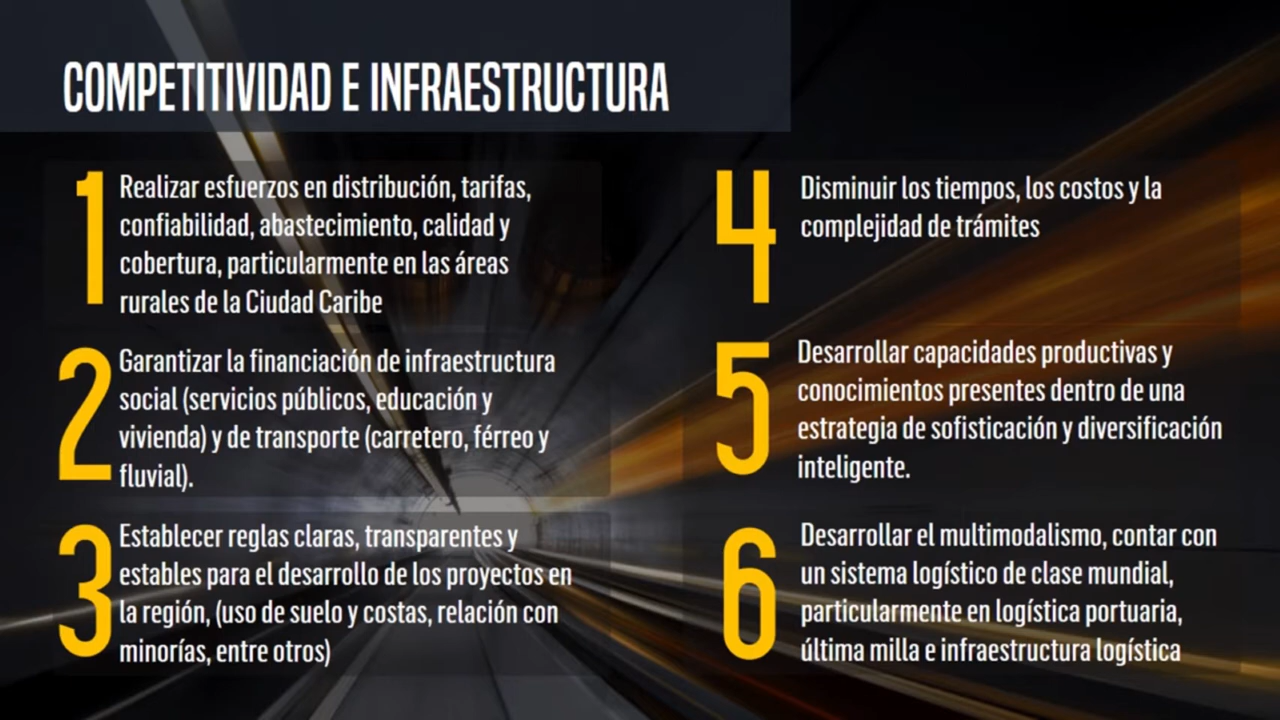 COMPETITIVIDAD E INFRAESTRUCTURA
1
Realizar esfuerzos en distribución, tarifas,
confiabilidad, abastecimiento, calidad y
cobertura, particularmente en las áreas
rurales de la Ciudad Caribe
2
Garantizar la financiación de infraestructura
social (servicios públicos, educación y
vivienda) y de transporte (carretero, férreo y
fluvial).
3
Establecer reglas claras, transparentes y
estables para el desarrollo de los proyectos en
la región, (uso de suelo y costas, relación con
minorías, entre otros)
4
Disminuir los tiempos, los costos y la
complejidad de trámites
5
Desarrollar capacidades productivas y
conocimientos presentes dentro de una
estrategia de sofisticación y diversificación
inteligente.
6
Desarrollar el multimodalismo, contar con
un sistema logístico de clase mundial,
particularmente en logística portuaria,
última milla e infraestructura logística